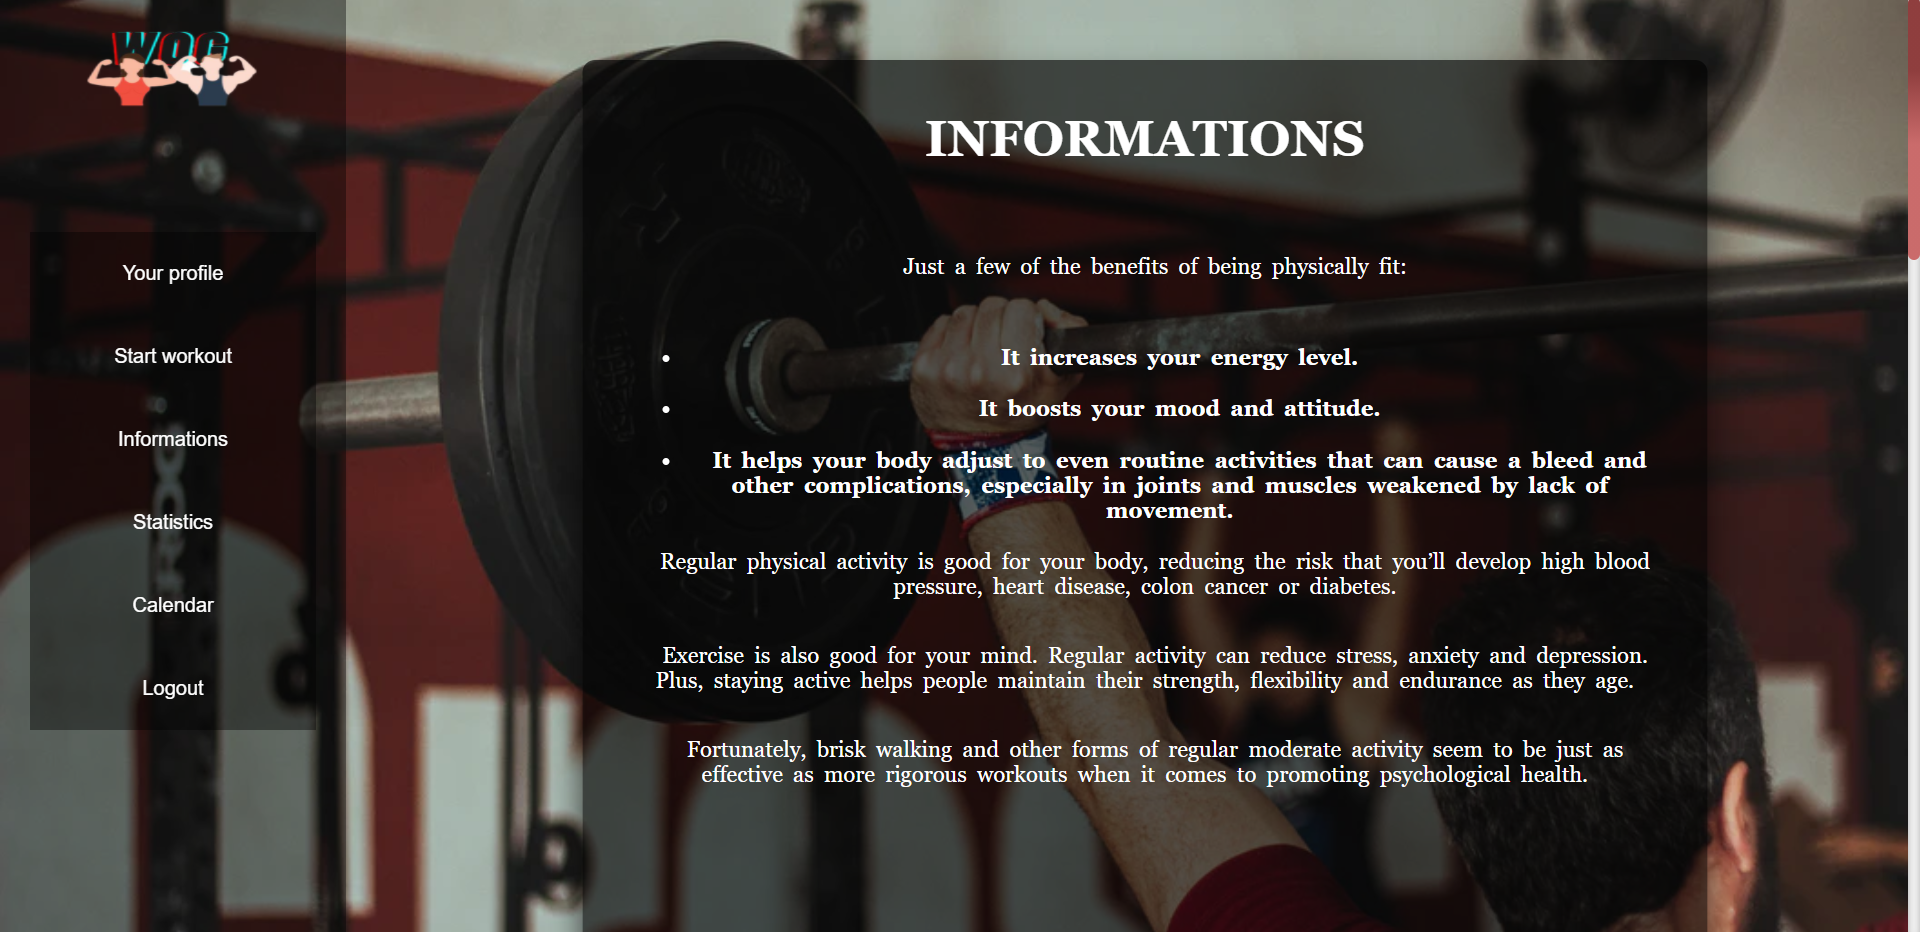 WOG
Your profile
Start workout
Informations
Statistics
Calendar
Logout
INFORMATIONS
Just a few of the benefits of being physically fit:
• It increases your energy level.
• It boosts your mood and attitude.
• It helps your body adjust to even routine activities that can cause a bleed and
other complications, especially in joints and muscles weakened by lack of
movement.
Regular physical activity is good for your body, reducing the risk that you’ll develop high blood
pressure, heart disease, colon cancer or diabetes.
Exercise is also good for your mind. Regular activity can reduce stress, anxiety and depression.
Plus, staying active helps people maintain their strength, flexibility and endurance as they age.
Fortunately, brisk walking and other forms of regular moderate activity seem to be just as
effective as more rigorous workouts when it comes to promoting psychological health.